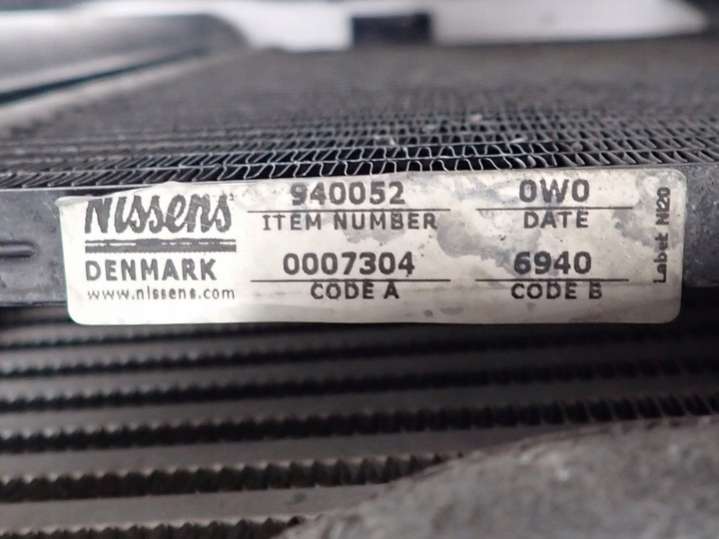 Nissens
DENMARK
www.nissens.com
940052
ITEM NUMBER
0W0
DATE
0007304
CODE A
6940
CODE B
Label: NI20